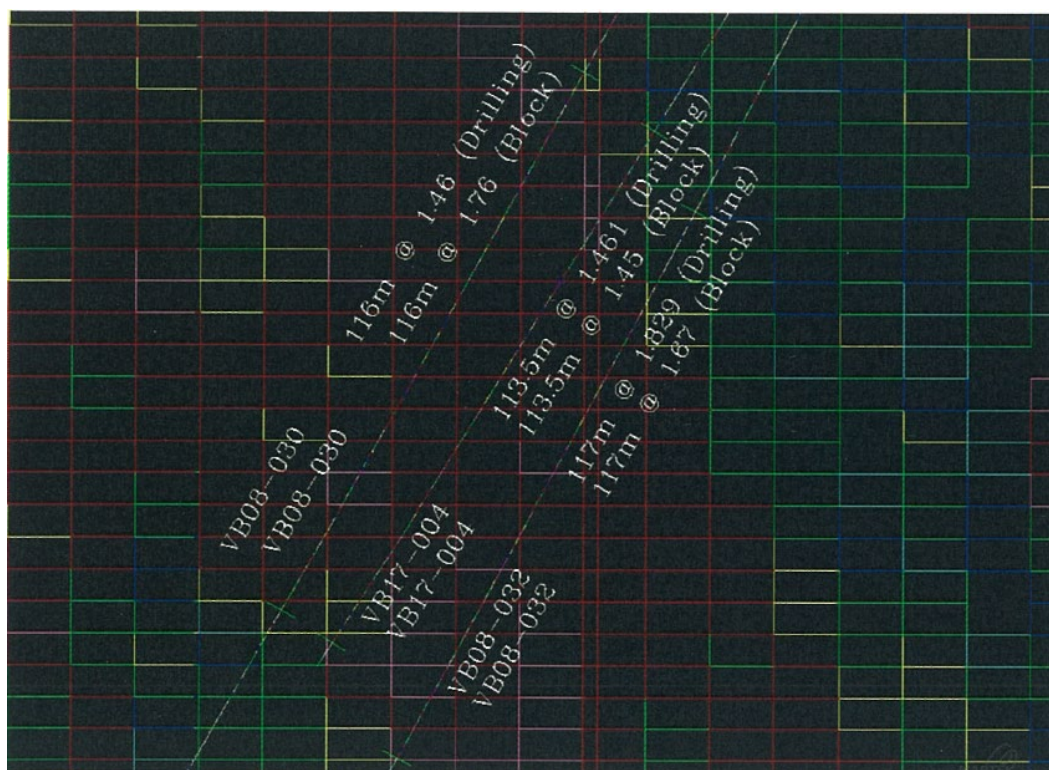 VB08-030 116m @ 1.46 (Drilling)
VB08-030 116m @ 1.76 (Block)
VB17-004 113.5m @ 1.461 (Drilling)
VB17-004 113.5m @ 1.45 (Block)
VB08-032 117m @ 1.829 (Drilling)
VB08-032 117m @ 1.67 (Block)